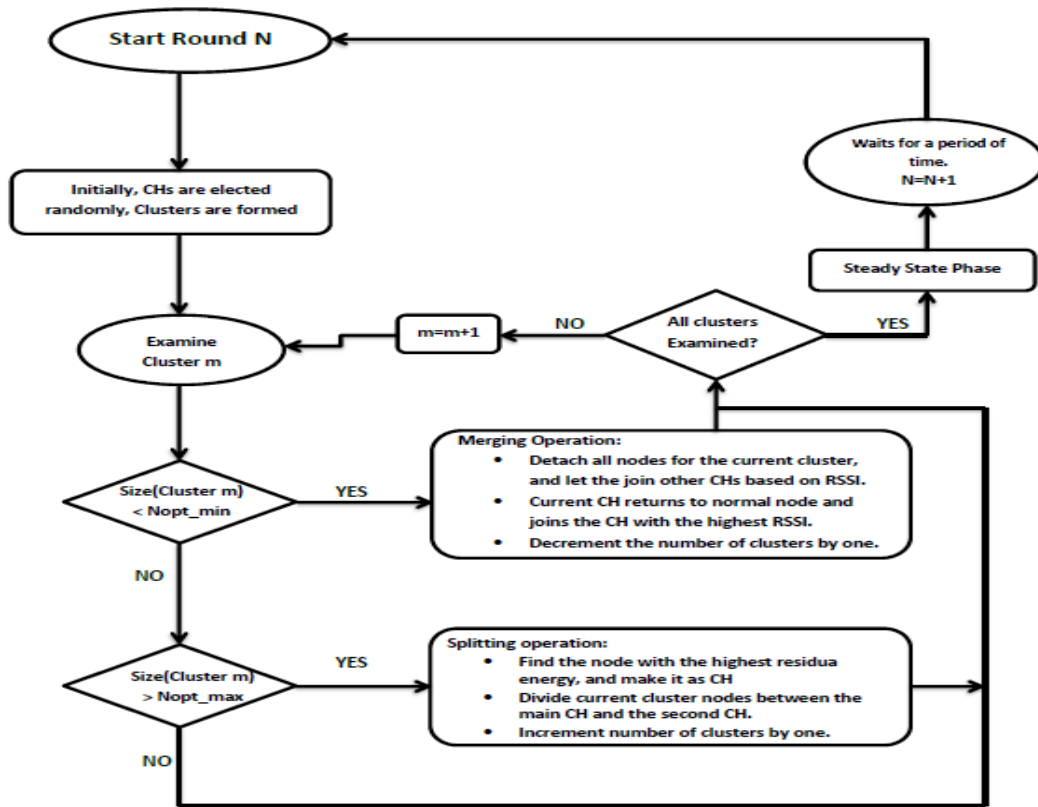 Start Round N
Waits for a period of
time.
N=N+1
Initially, CHs are elected
randomly, Clusters are formed
Steady State Phase
Examine
Cluster m
m=m+1
NO
All clusters
Examined?
YES
Size(Cluster m)
< Nopt_min
YES
Merging Operation:
• Detach all nodes for the current cluster,
and let the join other CHs based on RSSI.
• Current CH returns to normal node and
joins the CH with the highest RSSI.
• Decrement the number of clusters by one.
NO
Size(Cluster m)
> Nopt_max
YES
Splitting operation:
• Find the node with the highest residua
energy, and make it as CH
• Divide current cluster nodes between the
main CH and the second CH.
• Increment number of clusters by one.
NO